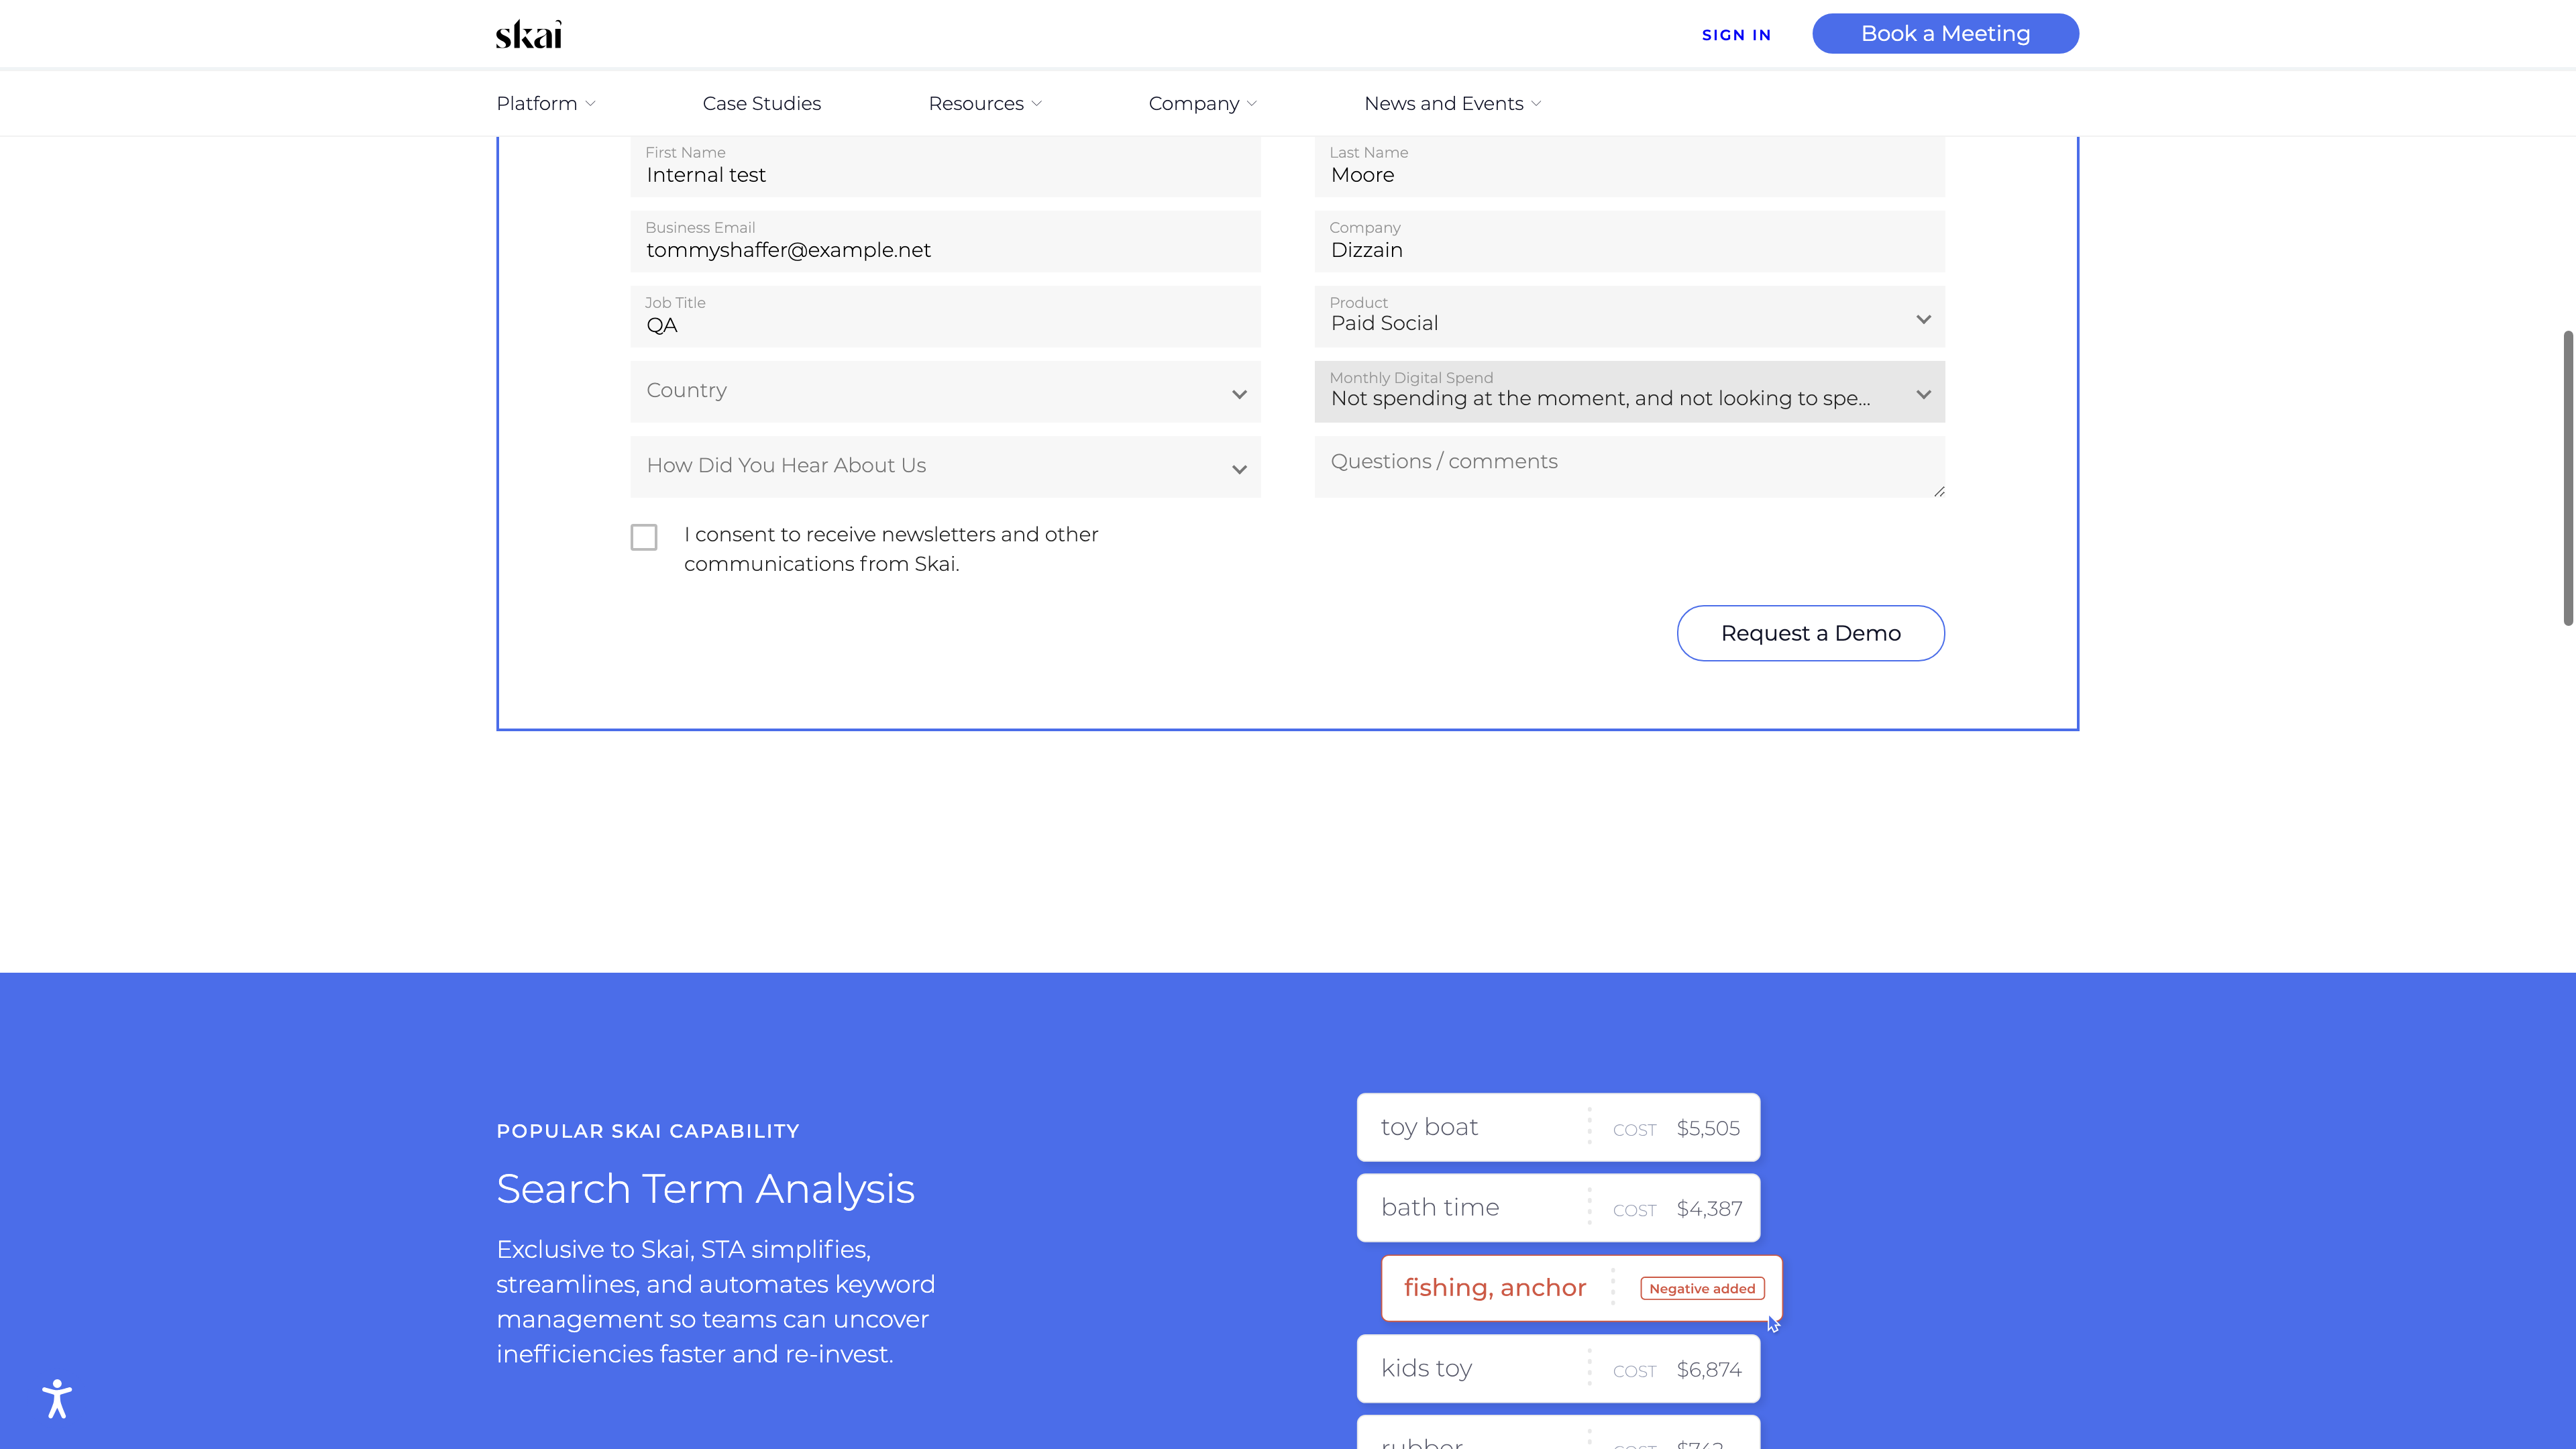 skai
SIGN IN
Book a Meeting
Platform
Case Studies
Resources
Company
News and Events
First Name
Internal test
Last Name
Moore
Business Email
tommyshaffer@example.net
Company
Dizzain
Job Title
QA
Product
Paid Social
Country
Monthly Digital Spend
Not spending at the moment, and not looking to spe...
How Did You Hear About Us
Questions / comments
I consent to receive newsletters and other
communications from Skai.
Request a Demo
POPULAR SKAI CAPABILITY
Search Term Analysis
Exclusive to Skai, STA simplifies,
streamlines, and automates keyword
management so teams can uncover
inefficiencies faster and re-invest.
toy boat COST $5,505
bath time COST $4,387
fishing, anchor Negative added
kids toy COST $6,874
rubber COST $742